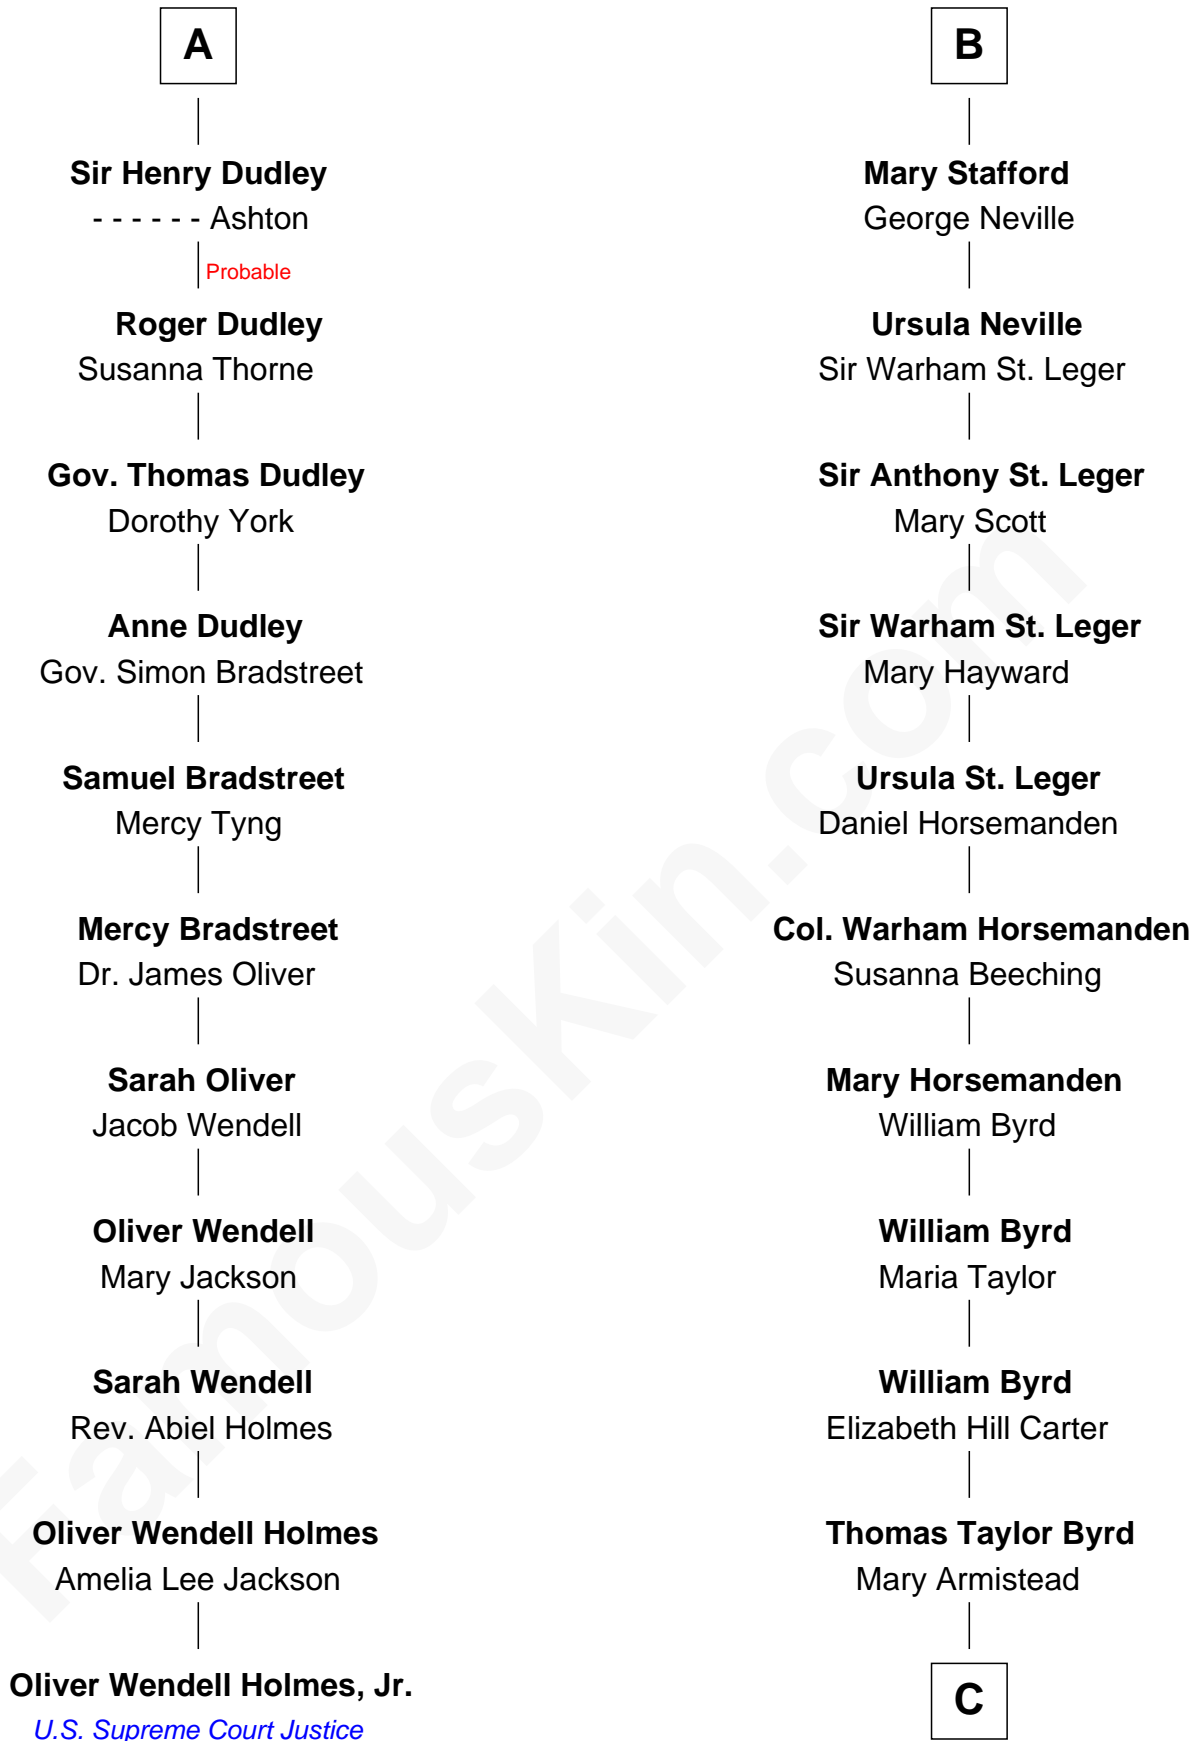 A
Sir Henry Dudley
- - - - - - Ashton
Probable
Roger Dudley
Susanna Thorne
Gov. Thomas Dudley
Dorothy York
Anne Dudley
Gov. Simon Bradstreet
Samuel Bradstreet
Mercy Tyng
Mercy Bradstreet
Dr. James Oliver
Sarah Oliver
Jacob Wendell
Oliver Wendell
Mary Jackson
Sarah Wendell
Rev. Abiel Holmes
Oliver Wendell Holmes
Amelia Lee Jackson
Oliver Wendell Holmes, Jr.
U.S. Supreme Court Justice
B
Mary Stafford
George Neville
Ursula Neville
Sir Warham St. Leger
Sir Anthony St. Leger
Mary Scott
Sir Warham St. Leger
Mary Hayward
Ursula St. Leger
Daniel Horsemanden
Col. Warham Horsemanden
Susanna Beeching
Mary Horsemanden
William Byrd
William Byrd
Maria Taylor
William Byrd
Elizabeth Hill Carter
Thomas Taylor Byrd
Mary Armistead
C
FamousKin.com